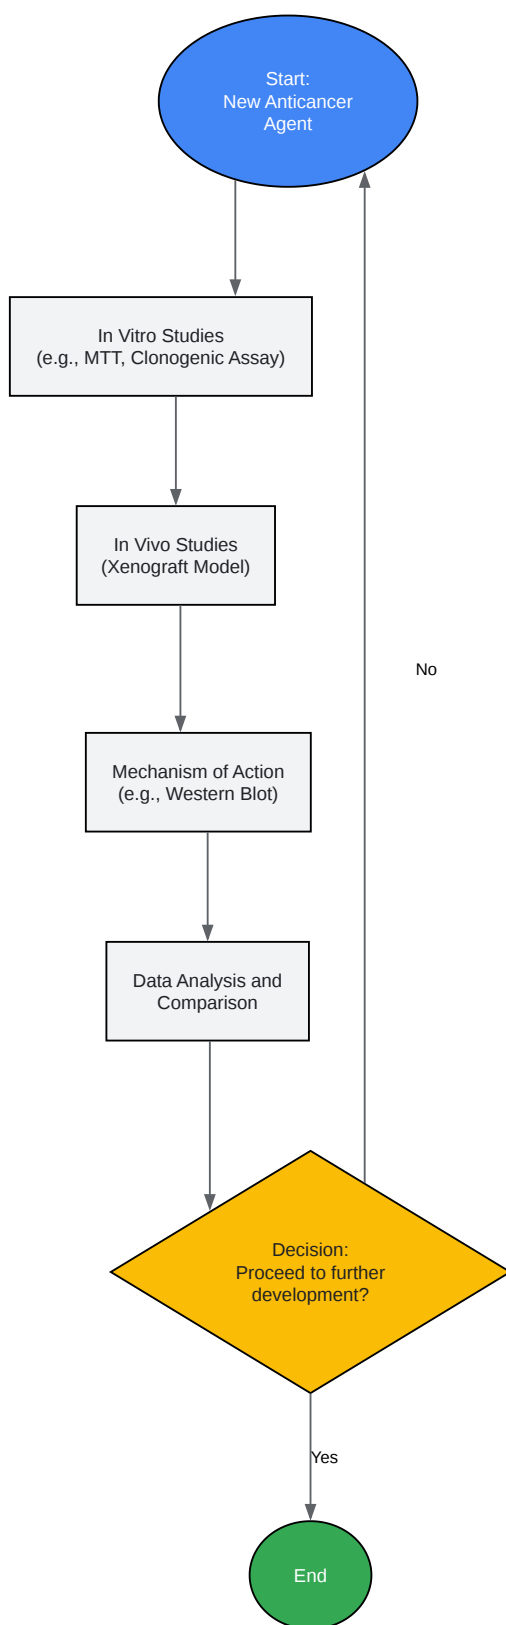 Start:
New Anticancer
Agent
In Vitro Studies
(e.g., MTT, Clonogenic Assay)
In Vivo Studies
(Xenograft Model)
No
Mechanism of Action
(e.g., Western Blot)
Data Analysis and
Comparison
Decision:
Proceed to further
development?
Yes
End